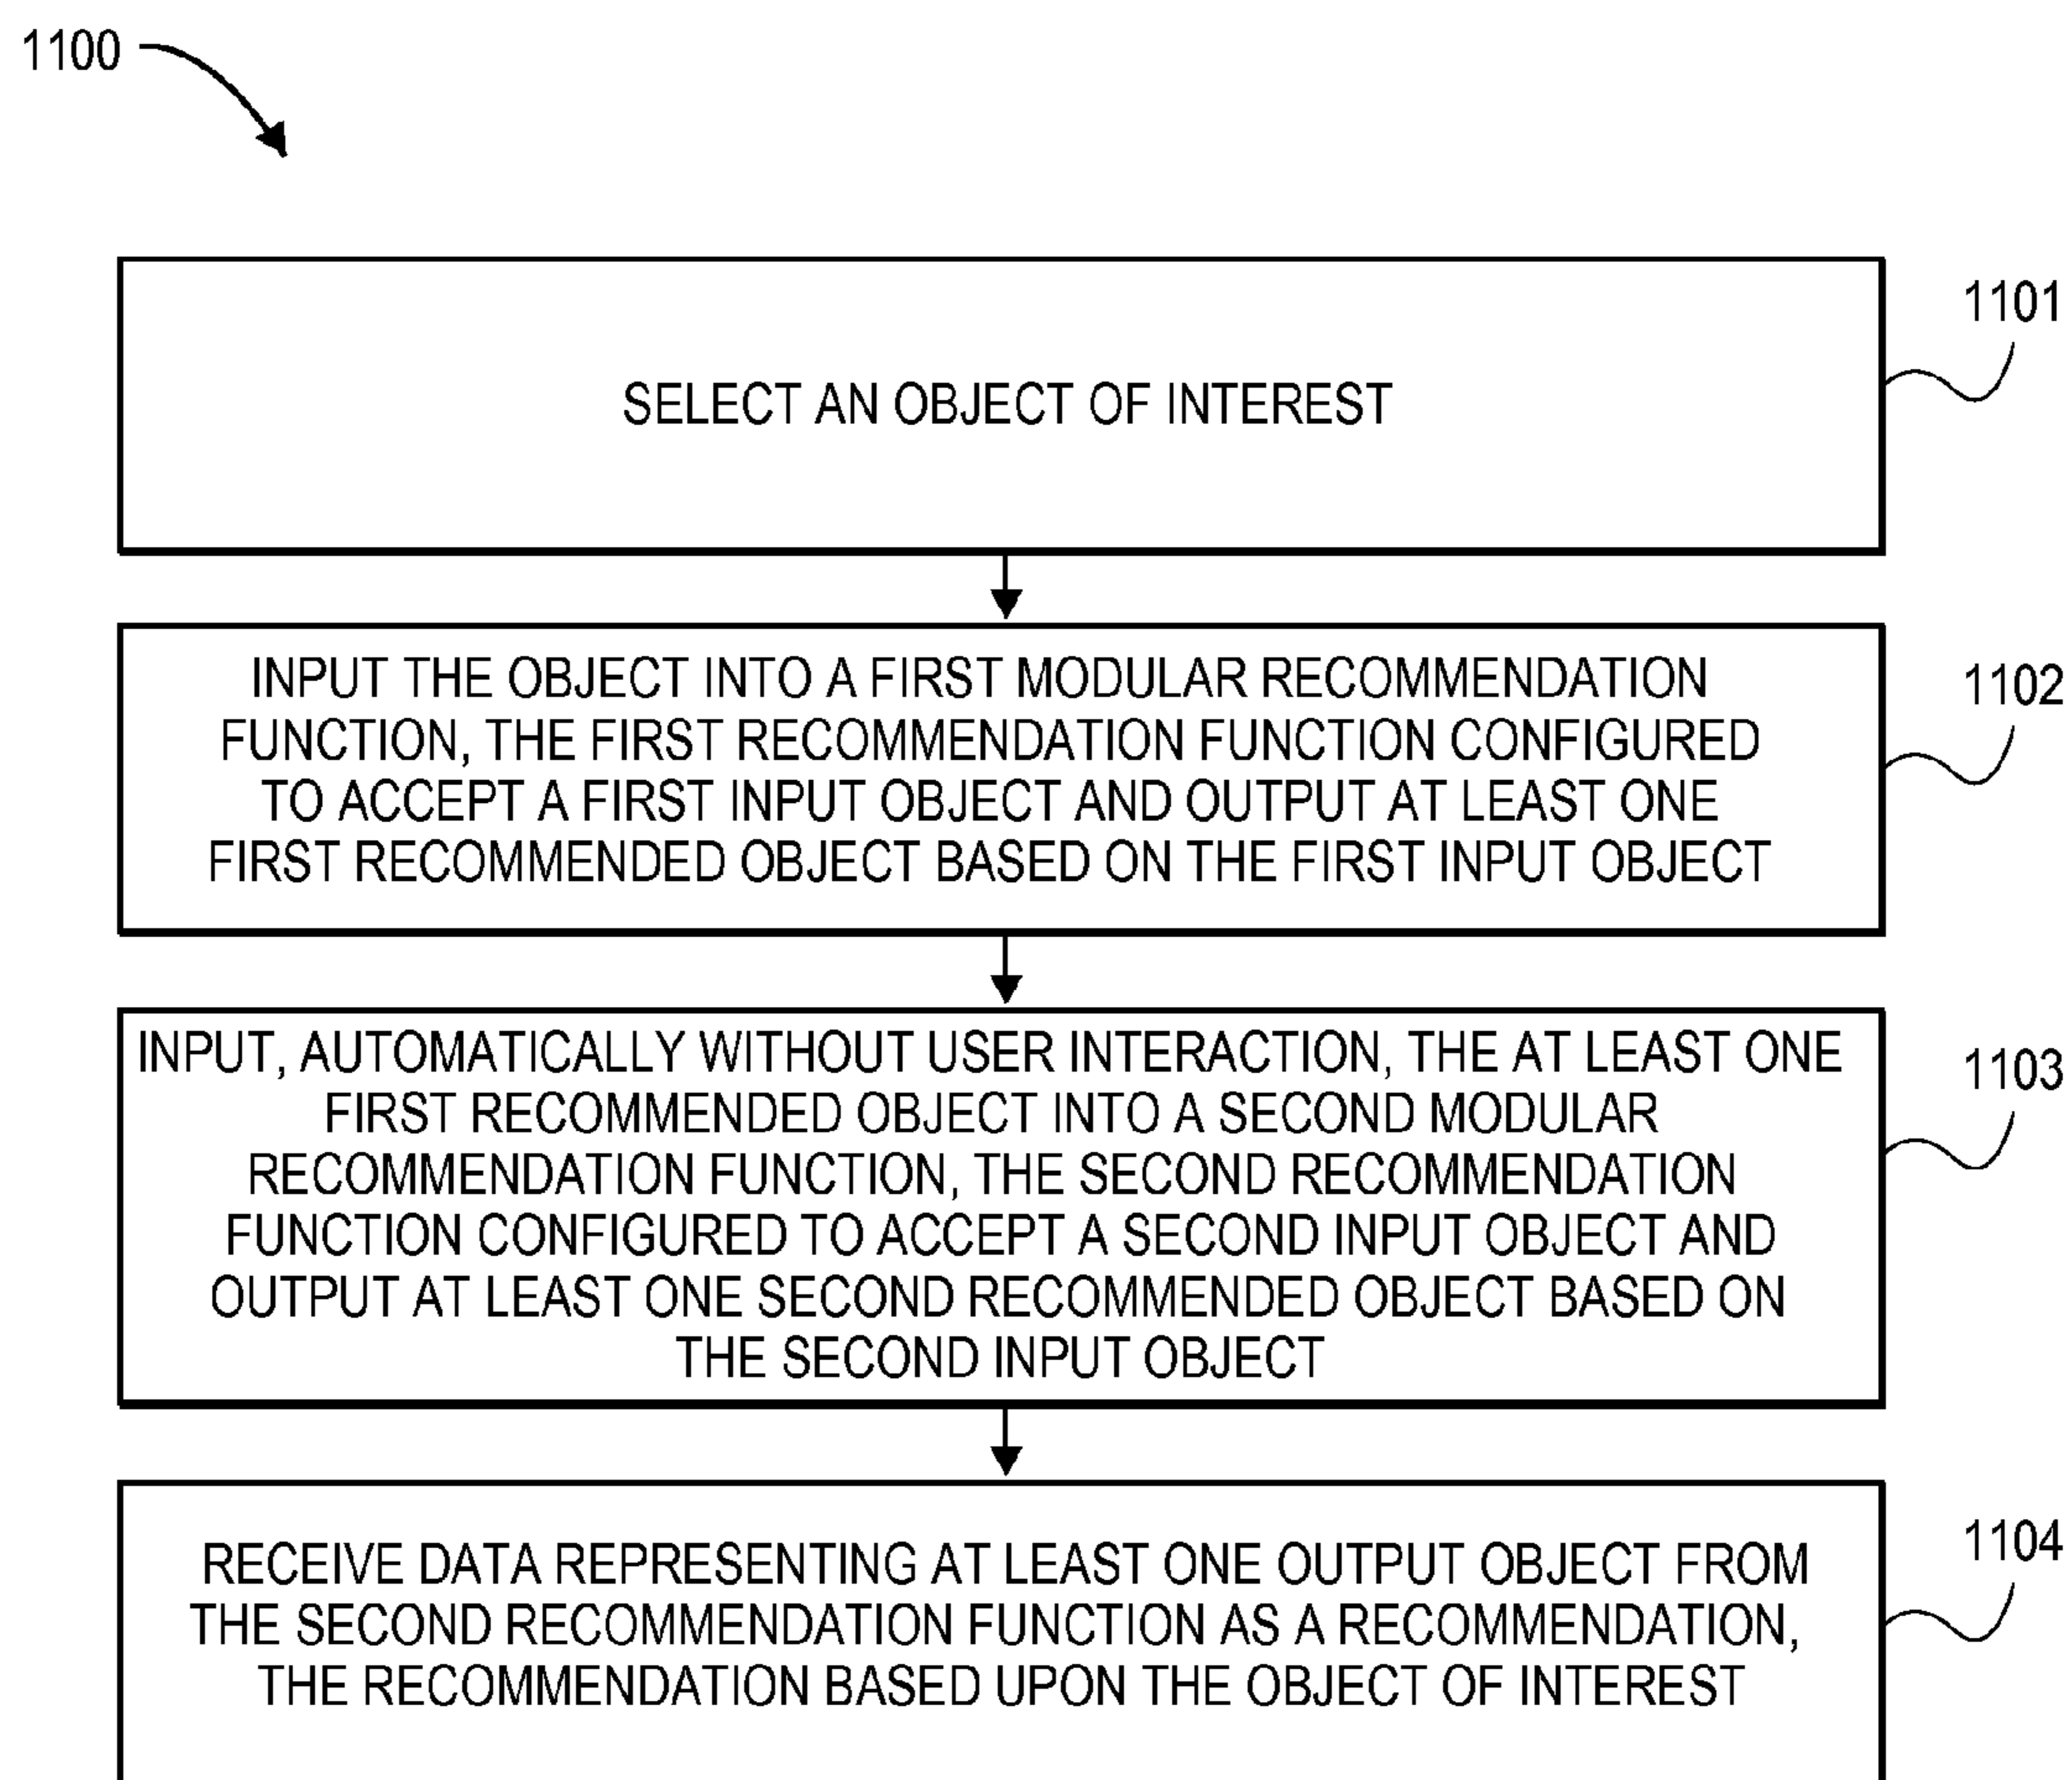 1100
1101
SELECT AN OBJECT OF INTEREST
1102
INPUT THE OBJECT INTO A FIRST MODULAR RECOMMENDATION
FUNCTION, THE FIRST RECOMMENDATION FUNCTION CONFIGURED
TO ACCEPT A FIRST INPUT OBJECT AND OUTPUT AT LEAST ONE
FIRST RECOMMENDED OBJECT BASED ON THE FIRST INPUT OBJECT
1103
INPUT, AUTOMATICALLY WITHOUT USER INTERACTION, THE AT LEAST ONE
FIRST RECOMMENDED OBJECT INTO A SECOND MODULAR
RECOMMENDATION FUNCTION, THE SECOND RECOMMENDATION
FUNCTION CONFIGURED TO ACCEPT A SECOND INPUT OBJECT AND
OUTPUT AT LEAST ONE SECOND RECOMMENDED OBJECT BASED ON
THE SECOND INPUT OBJECT
1104
RECEIVE DATA REPRESENTING AT LEAST ONE OUTPUT OBJECT FROM
THE SECOND RECOMMENDATION FUNCTION AS A RECOMMENDATION,
THE RECOMMENDATION BASED UPON THE OBJECT OF INTEREST